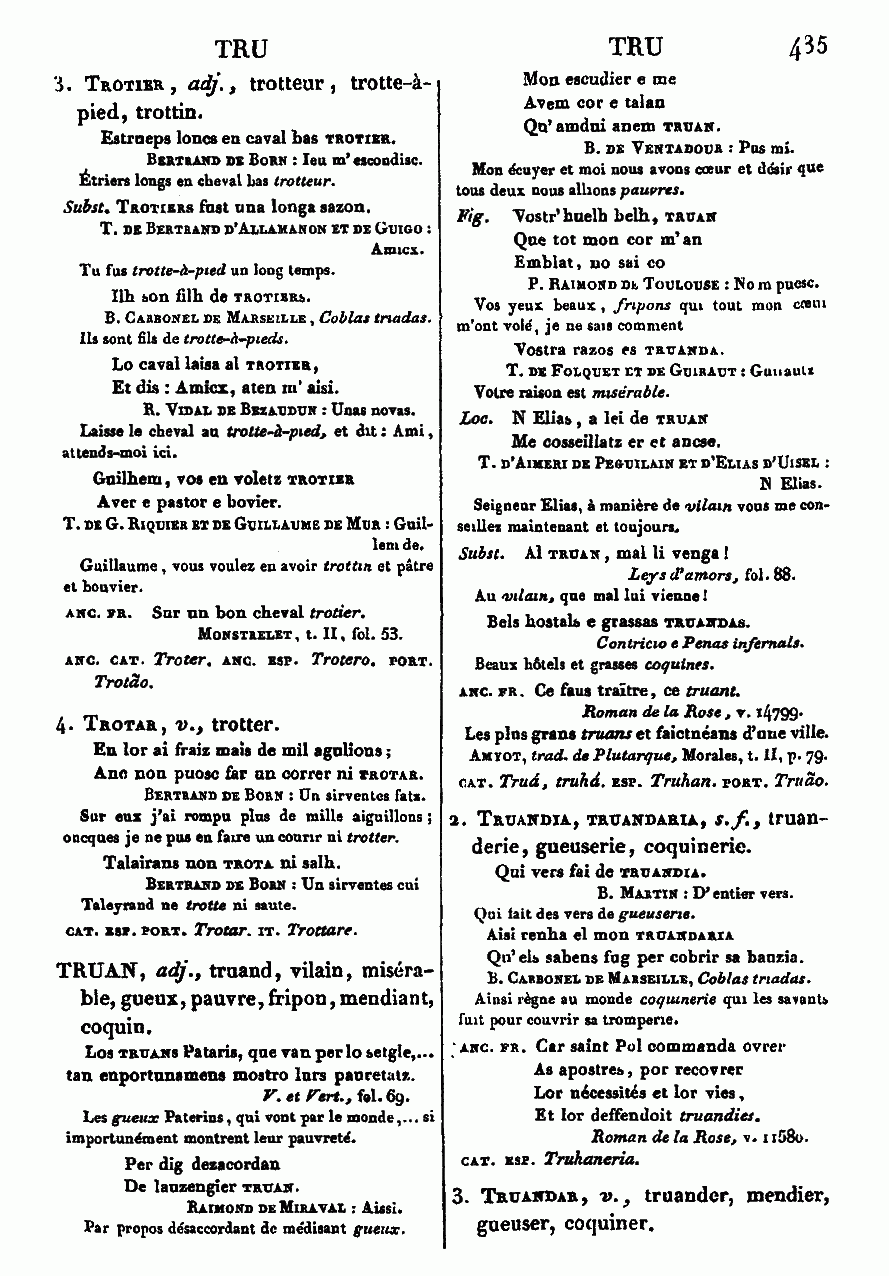 TRU
3. TROTIER, adj., trotteur, trotte-à-
pied, trottin.
Estrueps loncs en caval bas TROTIER.
BERTRAND DE BORN : Ieu m'escondisc.
Étriers longs en cheval bas trotteur.
Subst. TROTIERS fust una longa sazon.
T. DE BERTRAND D'ALLAMANON ET DE GUIGO :
AMICX.
Tu fus trotte-à-pied un long temps.
Ilh son filh de TROTIERS.
B. CARBONEL DE MARSEILLE, Coblas triadas.
Ils sont fils de trotte-à-pieds.
Lo caval laisa al TROTIER,
Et dis : Amicx, aten m'aisi.
R. VIDAL DE BEZAUDUN : Unas novas.
Laisse le cheval au trotte-à-pied, et dit : Ami,
attends-moi ici.
Guilhem, vos en voletz TROTIER
Aver e pastor e bovier.
T. DE G. RIQUIER ET DE GUILLAUME DE MUR : Guil-
lem de.
Guillaume, vous voulez en avoir trottin et pâtre
et bouvier.
ANC. FR. Sur un bon cheval trotier.
MONSTRELET, t. II, fol. 53.
ANC. CAT. Troter. ANC. ESP. Trotero. PORT.
Trotão.
4. TROTAR, v., trotter.
En lor ai fraiz mais de mil agulions;
Anc non puosc far un correr ni TROTAR.
BERTRAND DE BORN : Un sirventes fatz.
Sur eux j'ai rompu plus de mille aiguillons;
oncques je ne pus en faire un courir ni trotter.
Talairans non TROTA ni salh.
BERTRAND DE BORN : Un sirventes cui
Taleyrand ne trotte ni saute.
CAT. ESP. PORT. Trotar. IT. Trottare.
TRUAN, adj., truand, vilain, miséra-
ble, gueux, pauvre, fripon, mendiant,
coquin.
Los TRUANS Pataris, que van per lo setgle,...
tan enportunamens mostro lurs pauretatz.
V. et Vert., fol. 69.
Les gueux Paterins, qui vont par le monde,... si
importunément montrent leur pauvreté.
Per dig dezacordan
De lauzengier TRUAN.
RAIMOND DE MIRAVAL : Aissi.
Par propos désaccordant de médisant gueux.
TRU 435
Mon escudier e me
Avem cor e talan
Qu'amdui anem TRUAN.
B. DE VENTADOUR : Pus mi.
Mon écuyer et moi nous avons cœur et désir que
tous deux nous allions pauvres.
Fig. Vostr'huelh belh, TRUAN
Que tot mon cor m'an
Emblat, no sai co
P. RAIMOND DE TOULOUSE : No m puesc.
Vos yeux beaux, fripons qui tout mon cœur
m'ont volé, je ne sais comment
Vostra razos es TRUANDA.
T. DE FOLQUET ET DE GUIRAUT : Guirautz
Votre raison est misérable.
Loc. N Elias, a lei de TRUAN
Me cosseillatz er et ancse.
T. D'AIMERI DE PEGUILAIN ET D'ELIAS D'UISEL :
N Elias.
Seigneur Elias, à manière de vilain vous me con-
seillez maintenant et toujours.
Subst. Al TRUAN, mal li venga!
Leys d'amors, fol. 88.
Au vilain, que mal lui vienne!
Bels hostals e grassas TRUANDAS.
Contricio e Penas infernals.
Beaux hôtels et grasses coquines.
ANC. FR. Ce faus traïtre, ce truant.
Roman de la Rose, v. 14799.
Les plus grans truans et faictnéans d'une ville.
AMYOT, trad. de Plutarque, Morales, t. II, p. 79.
CAT. Truá, truhá. ESP. Truhan. PORT. Truão.
2. TRUANDIA, TRUANDARIA, s. f., truan-
derie, gueuserie, coquinerie.
Qui vers fai de TRUANDIA.
B. MARTIN : D'entier vers.
Qui fait des vers de gueuserie.
Aisi renha el mon TRUANDARIA
Qu'els sabens fug per cobrir sa bauzia.
B. CARBONEL DE MARSEILLE, Coblas triadas.
Ainsi règne au monde coquinerie qui les savants
fuit pour couvrir sa tromperie.
ANC. FR. Car saint Pol commanda ovrer
As apostres, por recovrer
Lor nécessités et lor vies,
Et lor deffendoit truandies.
Roman de la Rose, v. 11580.
CAT. ESP. Truhaneria.
3. TRUANDAR, v., truander, mendier,
gueuser, coquiner.